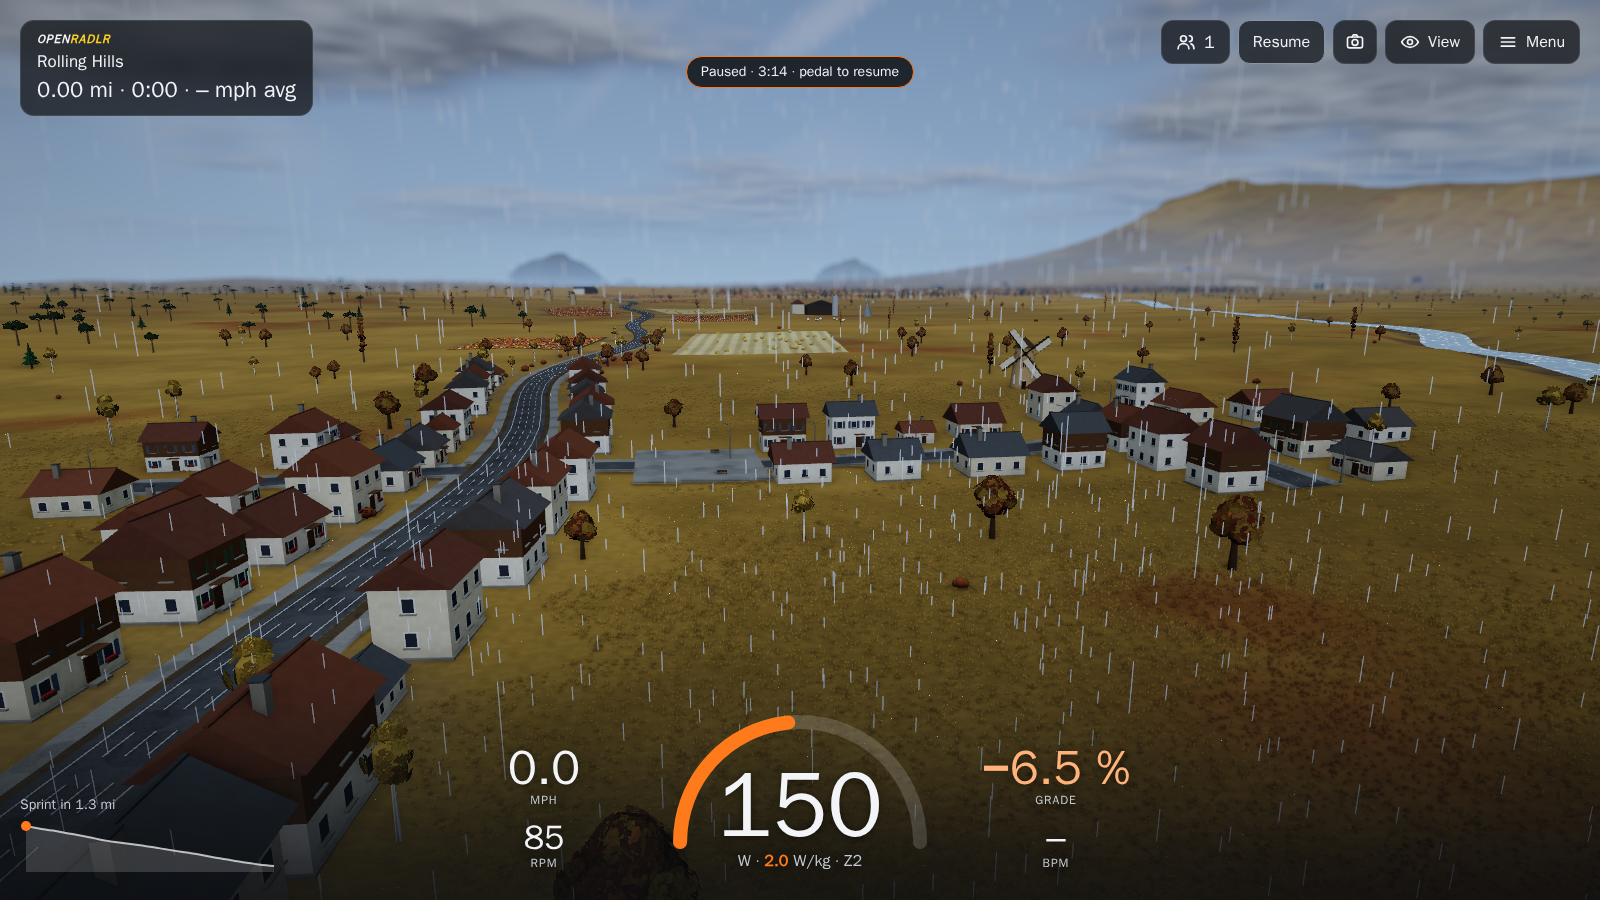 OPENRADLR
Rolling Hills
0.00 mi · 0:00 · – mph avg
Paused · 3:14 · pedal to resume
1
Resume
View
Menu
Sprint in 1.3 mi
0.0
MPH
85
RPM
150
W · 2.0 W/kg · Z2
–6.5 %
GRADE
–
BPM